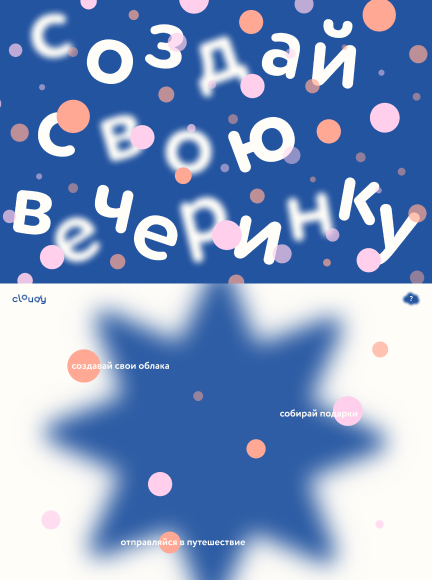 создай
свою
вечеринку
cloudy
?
создавай свои облака
собирай подарки
отправляйся в путешествие